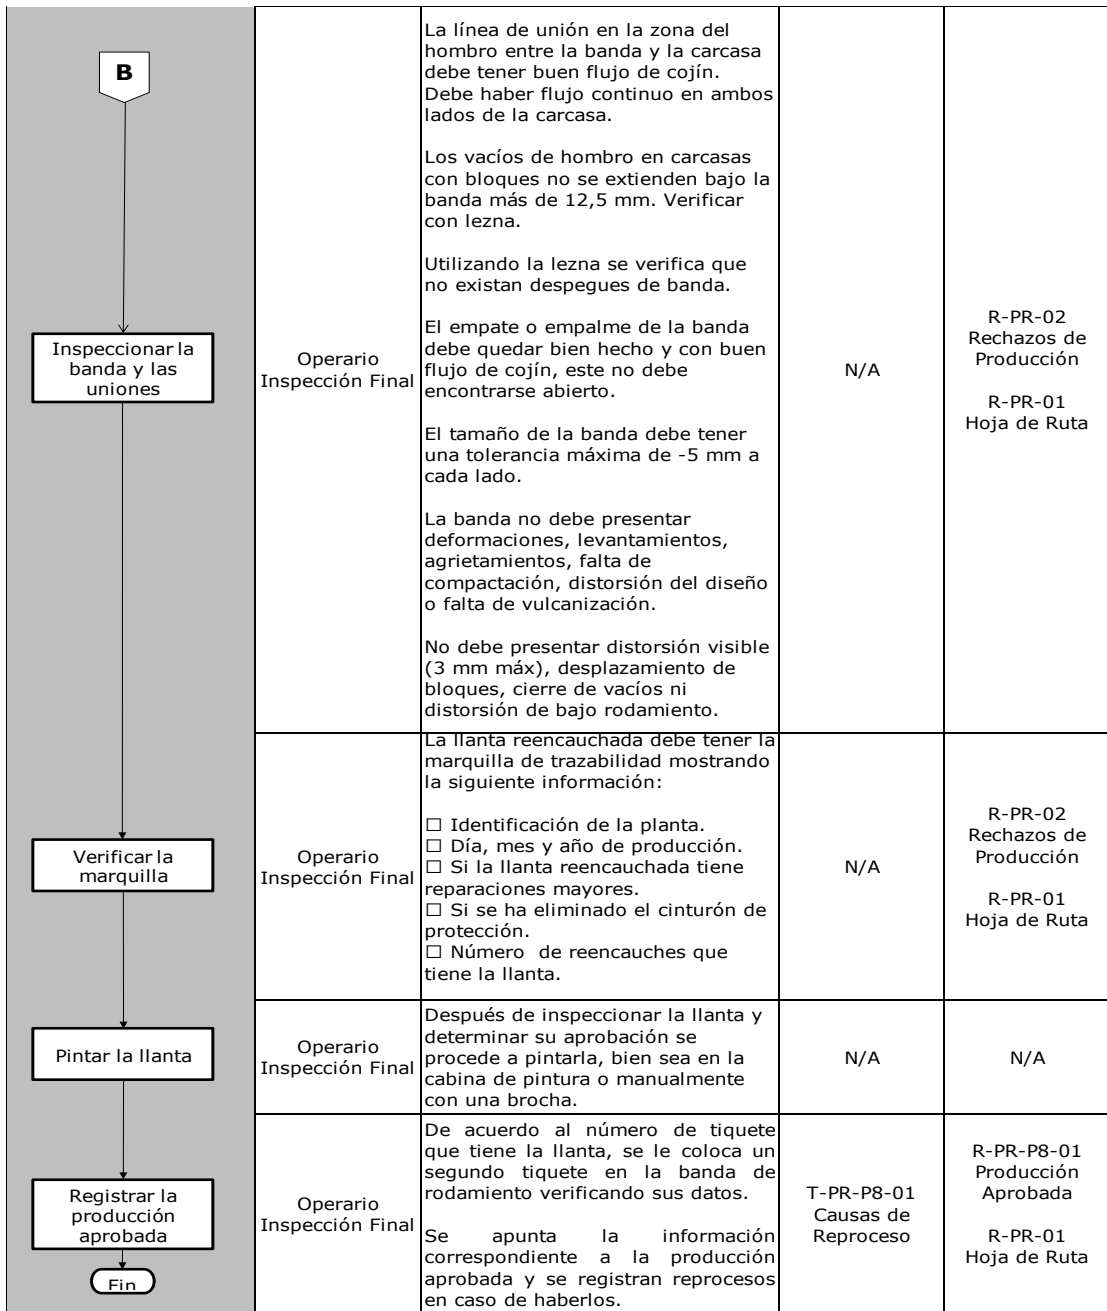 B
Inspeccionar la
banda y las
uniones
Operario
Inspección Final
La línea de unión en la zona del
hombro entre la banda y la carcasa
debe tener buen flujo de cojín.
Debe haber flujo continuo en ambos
lados de la carcasa.
Los vacíos de hombro en carcasas
con bloques no se extienden bajo la
banda más de 12,5 mm. Verificar
con lezna.
Utilizando la lezna se verifica que
no existan despegues de banda.
El empate o empalme de la banda
debe quedar bien hecho y con buen
flujo de cojín, este no debe
encontrarse abierto.
El tamaño de la banda debe tener
una tolerancia máxima de -5 mm a
cada lado.
La banda no debe presentar
deformaciones, levantamientos,
agrietamientos, falta de
compactación, distorsión del diseño
o falta de vulcanización.
No debe presentar distorsión visible
(3 mm máx), desplazamiento de
bloques, cierre de vacíos ni
distorsión de bajo rodamiento.
N/A
R-PR-02
Rechazos de
Producción
R-PR-01
Hoja de Ruta
Verificar la
marquilla
Operario
Inspección Final
La llanta reencauchada debe tener la
marquilla de trazabilidad mostrando
la siguiente información:
☐ Identificación de la planta.
☐ Día, mes y año de producción.
☐ Si la llanta reencauchada tiene
reparaciones mayores.
☐ Si se ha eliminado el cinturón de
protección.
☐ Número de reencauches que
tiene la llanta.
N/A
R-PR-02
Rechazos de
Producción
R-PR-01
Hoja de Ruta
Pintar la llanta
Operario
Inspección Final
Después de inspeccionar la llanta y
determinar su aprobación se
procede a pintarla, bien sea en la
cabina de pintura o manualmente
con una brocha.
N/A
N/A
Registrar la
producción
aprobada
Fin
Operario
Inspección Final
De acuerdo al número de tiquete
que tiene la llanta, se le coloca un
segundo tiquete en la banda de
rodamiento verificando sus datos.
Se apunta la información
correspondiente a la producción
aprobada y se registran reprocesos
en caso de haberlos.
T-PR-P8-01
Causas de
Reproceso
R-PR-P8-01
Producción
Aprobada
R-PR-01
Hoja de Ruta